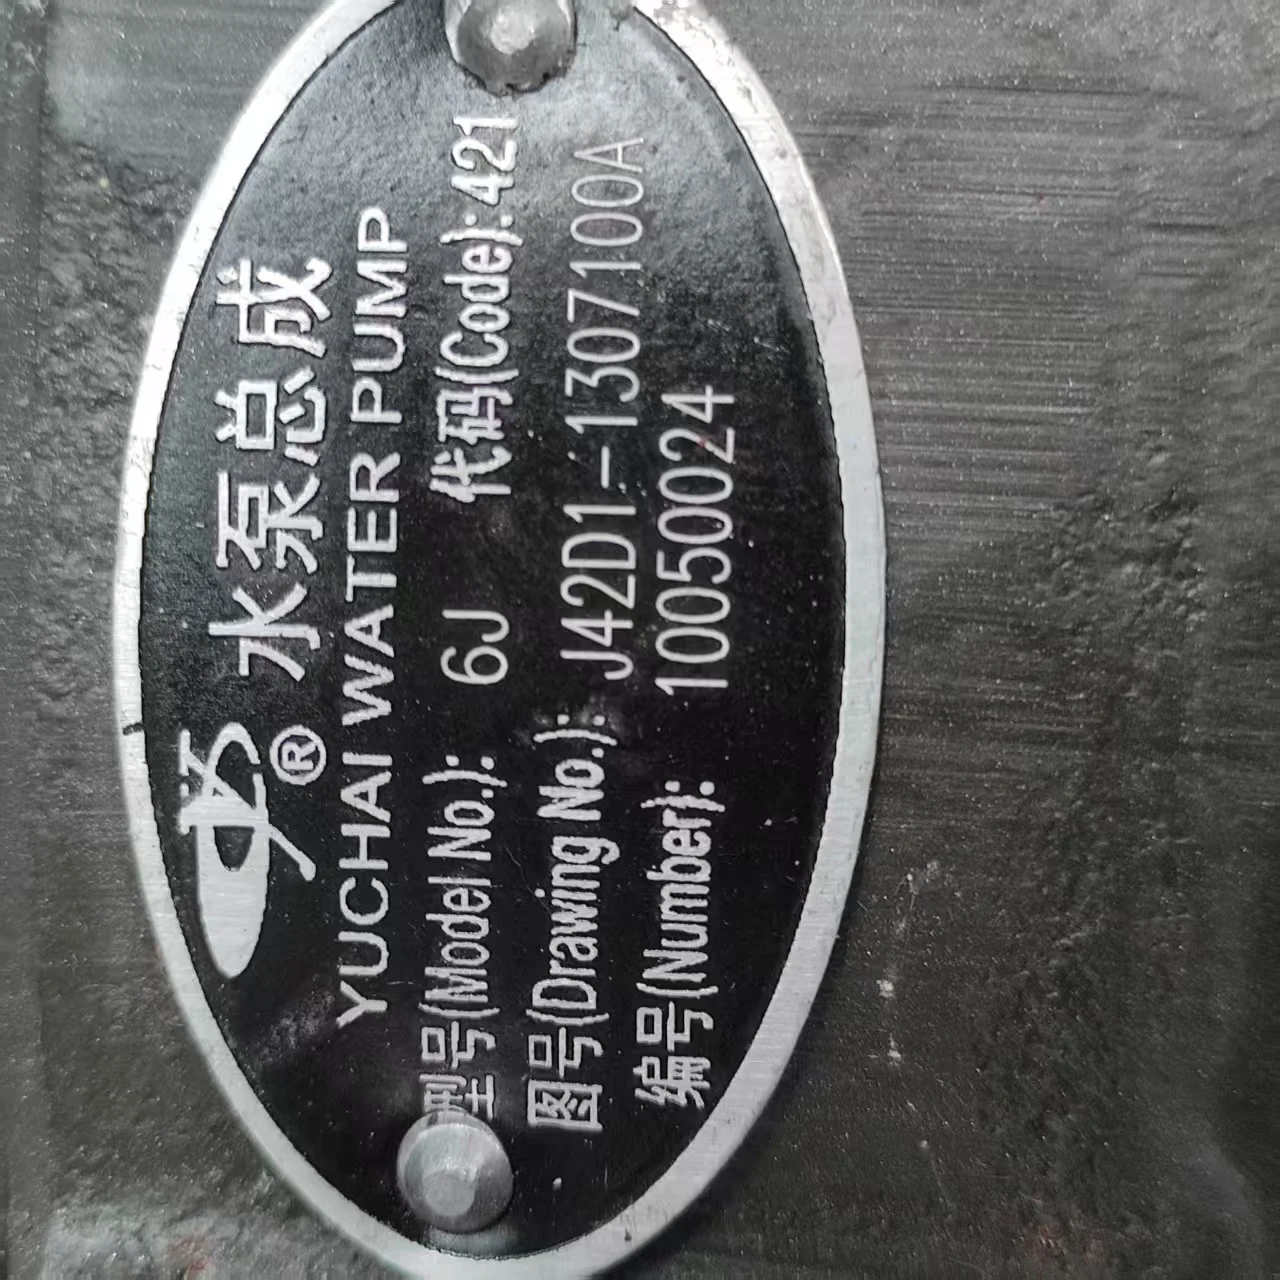 水泵总成
®
YUCHAI WATER PUMP
型号(Model No.): 6J 代码(Code): 421
图号(Drawing No.): J42D1-1307100A
编号(Number): 10050024